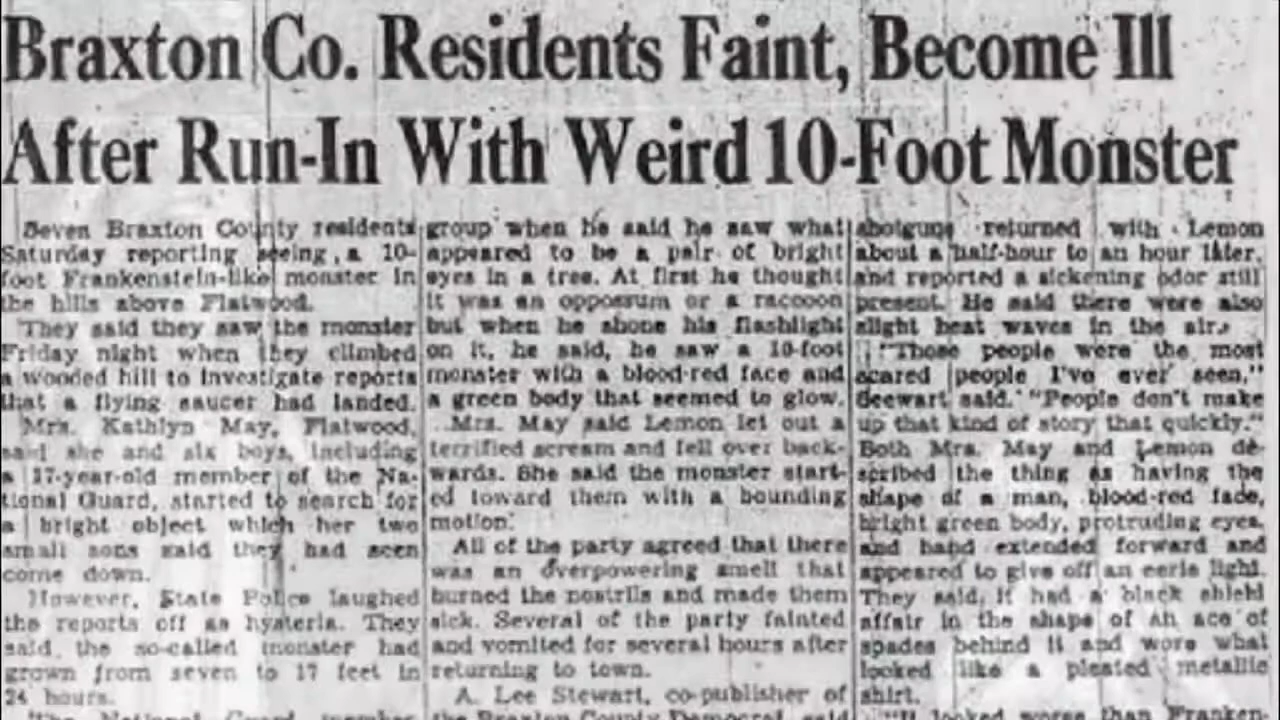 Braxton Co. Residents Faint, Become Ill
After Run-In With Weird 10-Foot Monster
Seven Braxton County residents
Saturday reporting seeing a 10-
foot Frankenstein-like monster in
the hills above Flatwood.
They said they saw the monster
Friday night when they climbed
a wooded hill to investigate reports
that a flying saucer had landed.
Mrs. Kathlyn May, Flatwood,
said she and six boys, including
a 17-year-old member of the Na-
tional Guard, started to search for
a bright object which her two
small sons said they had seen
come down.
However, State Police laughed
the reports off as hysteria. They
said the so-called monster had
grown from seven to 17 feet in
24 hours.
The National Guard member
group when he said he saw what
appeared to be a pair of bright
eyes in a tree. At first he thought
it was an opossum or a racoon
but when he shone his flashlight
on it, he said, he saw a 10-foot
monster with a blood-red face and
a green body that seemed to glow.
Mrs. May said Lemon let out a
terrified scream and fell over back-
wards. She said the monster start-
ed toward them with a bounding
motion.
All of the party agreed that there
was an overpowering smell that
burned the nostrils and made them
sick. Several of the party fainted
and vomited for several hours after
returning to town.
A. Lee Stewart, co-publisher of
the Braxton County Democrat, said
shotguns returned with Lemon
about a half-hour to an hour later,
and reported a sickening odor still
present. He said there were also
slight heat waves in the air.
"Those people were the most
scared people I've ever seen,"
Seewart said. "People don't make
up that kind of story that quickly."
Both Mrs. May and Lemon de-
scribed the thing as having the
shape of a man, blood-red face,
bright green body, protruding eyes,
and hand extended forward and
appeared to give off an eerie light.
They said it had a black shield
affair in the shape of an ace of
spades behind it and wore what
looked like a pleated metallic
shirt.
"It looked worse than Franken-